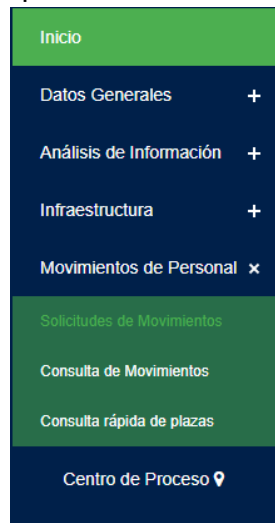 Inicio
Datos Generales +
Análisis de Información +
Infraestructura +
Movimientos de Personal ×
Solicitudes de Movimientos
Consulta de Movimientos
Consulta rápida de plazas
Centro de Proceso